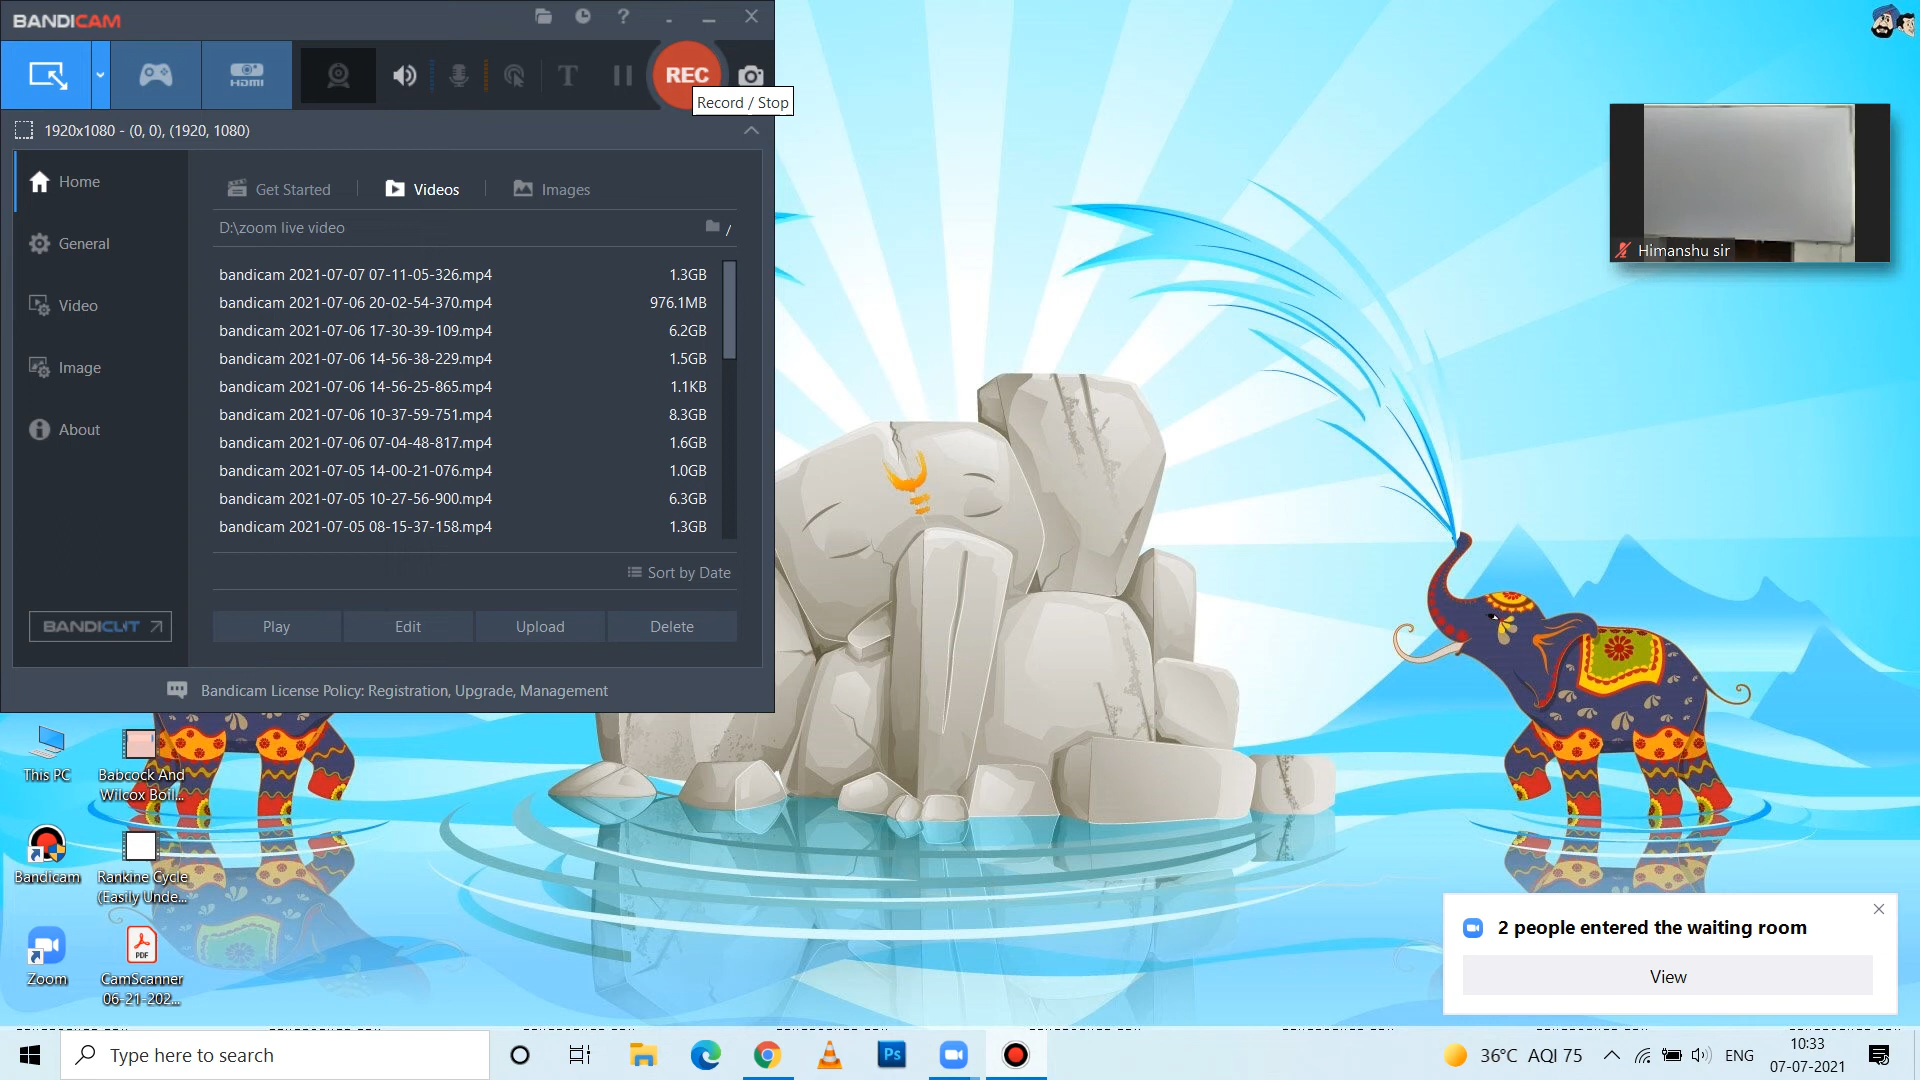 BANDICAM
HDMI
T
REC
Record / Stop
1920x1080 - (0, 0), (1920, 1080)
Home
General
Video
Image
About
BANDICUT
Get Started
Videos
Images
D:\zoom live video
/
bandicam 2021-07-07 07-11-05-326.mp4 1.3GB
bandicam 2021-07-06 20-02-54-370.mp4 976.1MB
bandicam 2021-07-06 17-30-39-109.mp4 6.2GB
bandicam 2021-07-06 14-56-38-229.mp4 1.5GB
bandicam 2021-07-06 14-56-25-865.mp4 1.1KB
bandicam 2021-07-06 10-37-59-751.mp4 8.3GB
bandicam 2021-07-06 07-04-48-817.mp4 1.6GB
bandicam 2021-07-05 14-00-21-076.mp4 1.0GB
bandicam 2021-07-05 10-27-56-900.mp4 6.3GB
bandicam 2021-07-05 08-15-37-158.mp4 1.3GB
Sort by Date
Play Edit Upload Delete
Bandicam License Policy: Registration, Upgrade, Management
Himanshu sir
This PC
Babcock And
Wilcox Boil...
Bandicam
Rankine Cycle
(Easily Unde...
Zoom
PDF
CamScanner
06-21-202...
2 people entered the waiting room
View
Type here to search
Ps
36°C AQI 75
ENG
10:33
07-07-2021